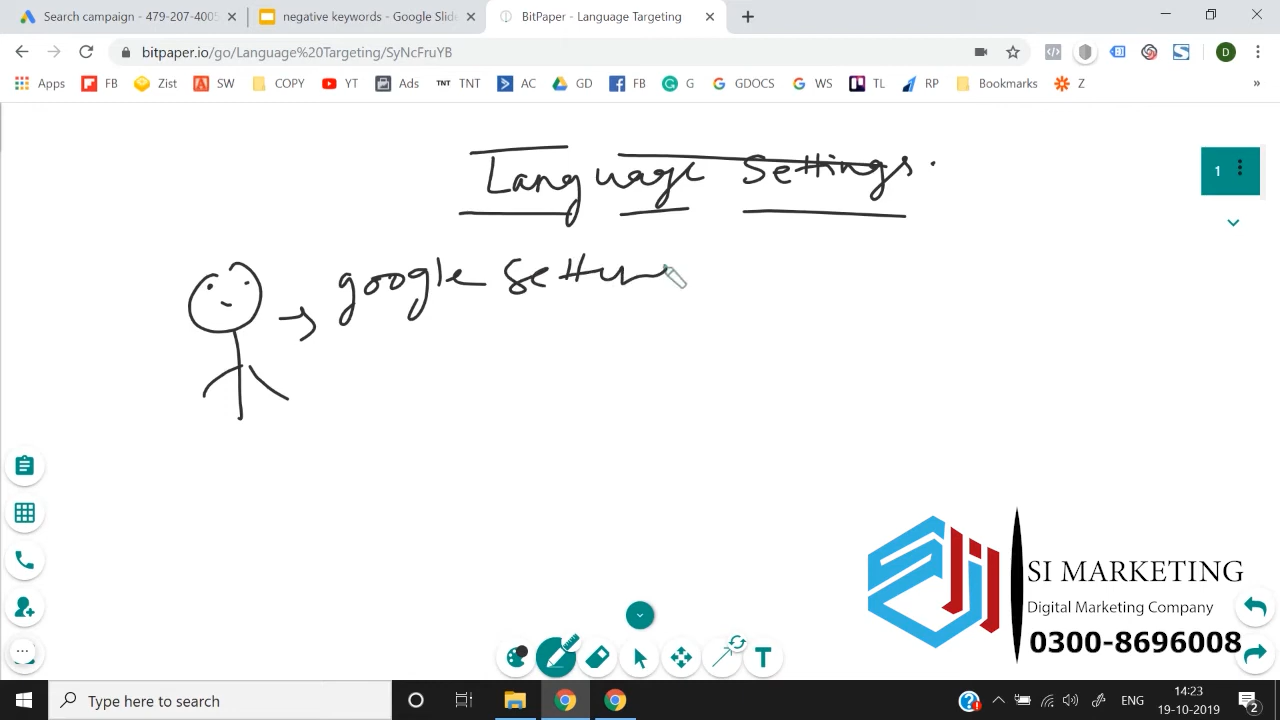 Search campaign - 479-207-4005
negative keywords - Google Slide
BitPaper - Language Targeting
bitpaper.io/go/Language%20Targeting/SyNcFruYB
D
Apps FB Zist SW COPY YT Ads TNT TNT AC GD FB G GDOCS WS TL RP Bookmarks Z »
Language Settings.
1
google
SI MARKETING
Digital Marketing Company
0300-8696008
T
Type here to search
ENG
14:23
19-10-2019
2